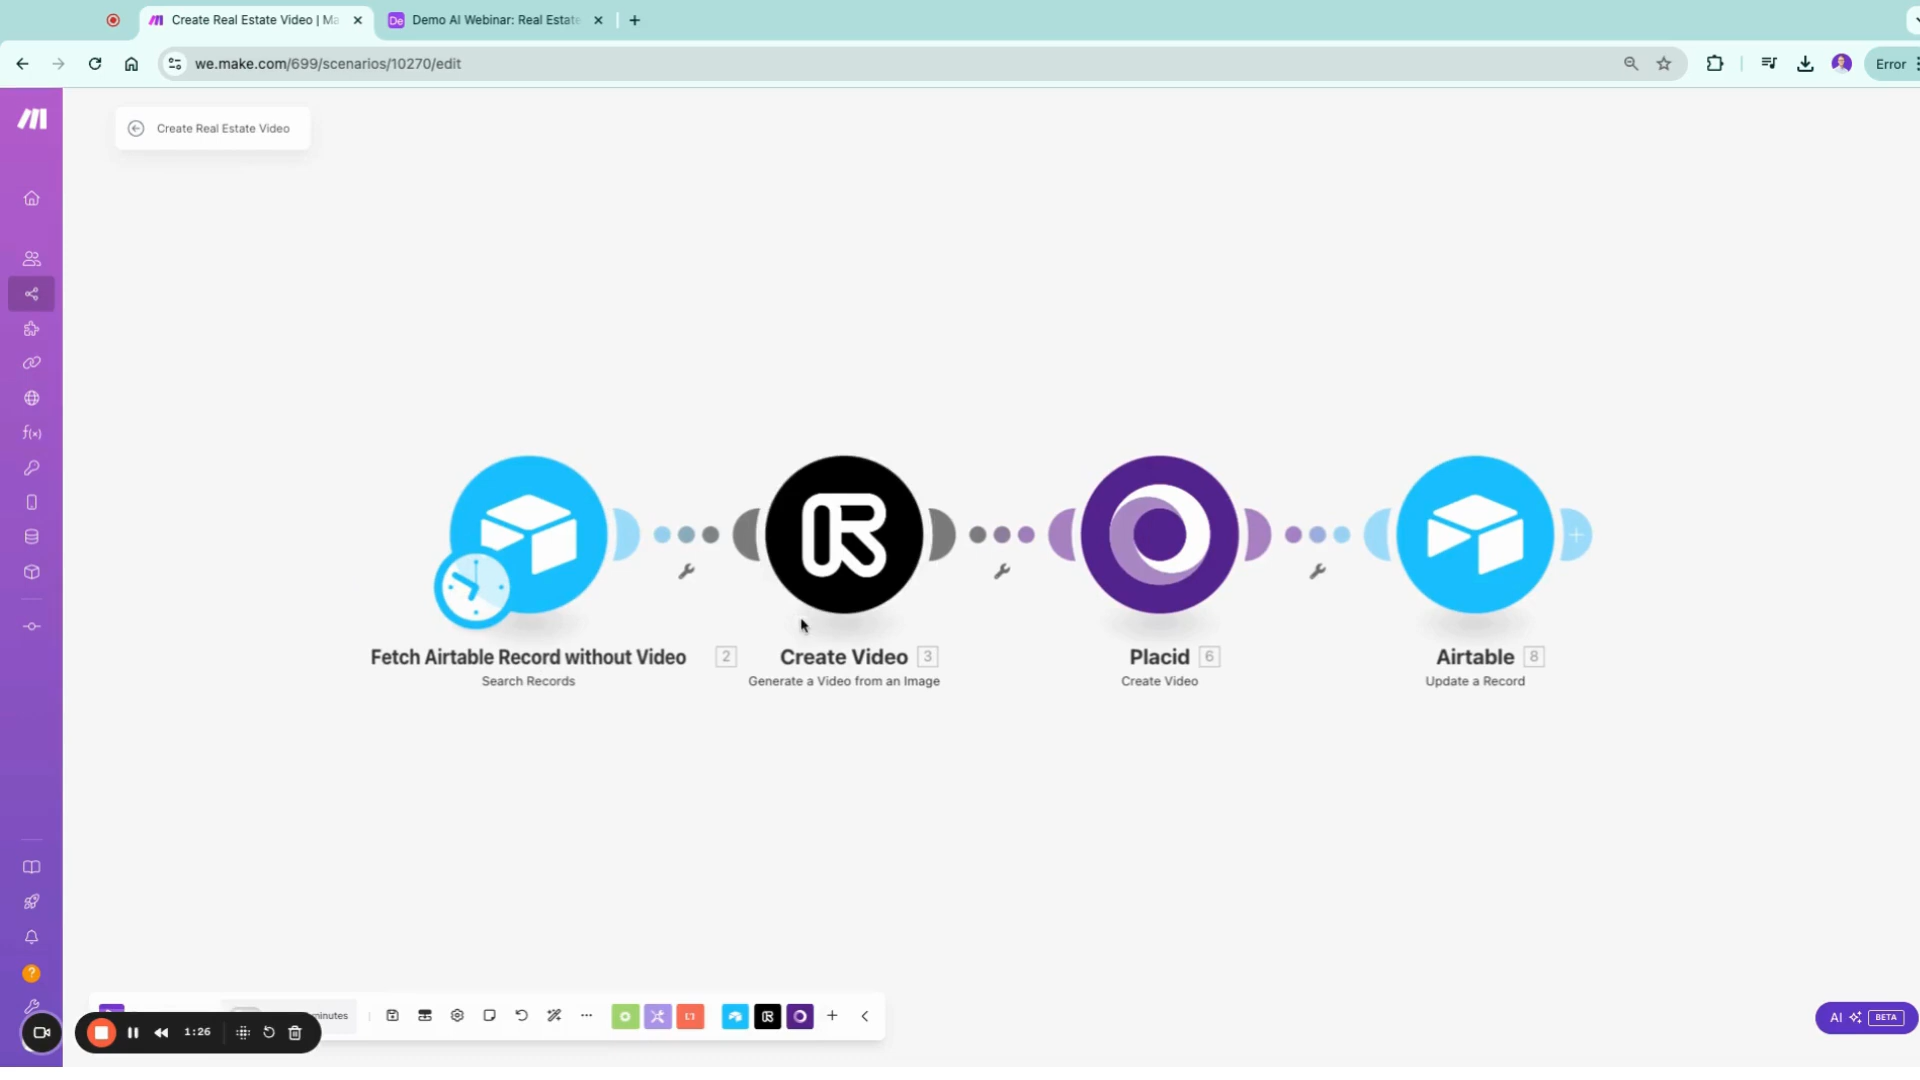 Create Real Estate Video | Ma
De
Demo AI Webinar: Real Estate
we.make.com/699/scenarios/10270/edit
Error
Create Real Estate Video
f(x)
Fetch Airtable Record without Video 2
Search Records
Create Video 3
Generate a Video from an Image
Placid 6
Create Video
Airtable 8
Update a Record
?
minutes
1:26
AI BETA